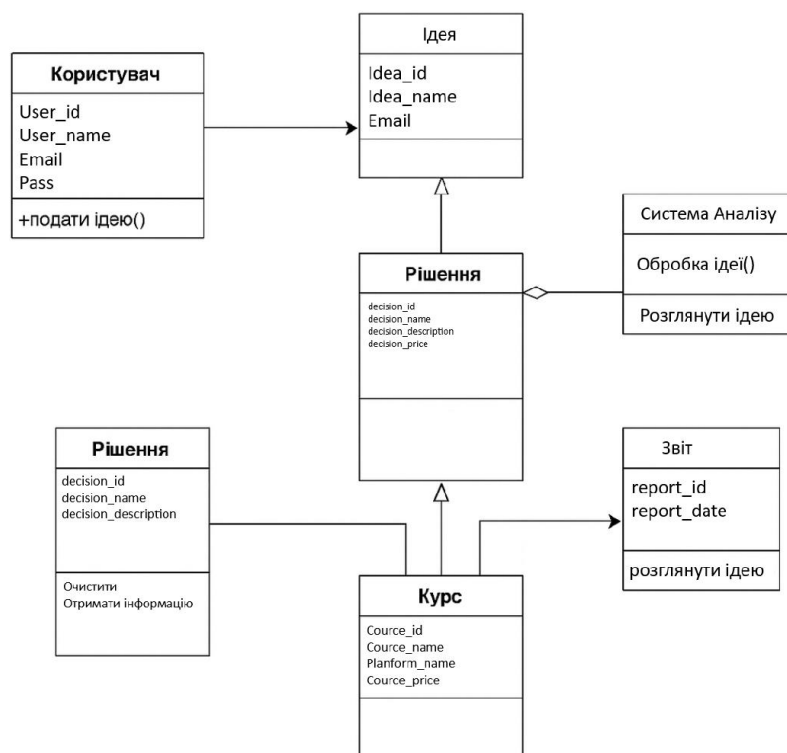 Ідея
Idea_id
Idea_name
Email
Користувач
User_id
User_name
Email
Pass
+подати ідею()
Система Аналізу
Обробка ідеї()
Розглянути ідею
Рішення
decision_id
decision_name
decision_description
decision_price
Рішення
decision_id
decision_name
decision_description
Очистити
Отримати інформацію
Звіт
report_id
report_date
розглянути ідею
Курс
Cource_id
Cource_name
Planform_name
Cource_price